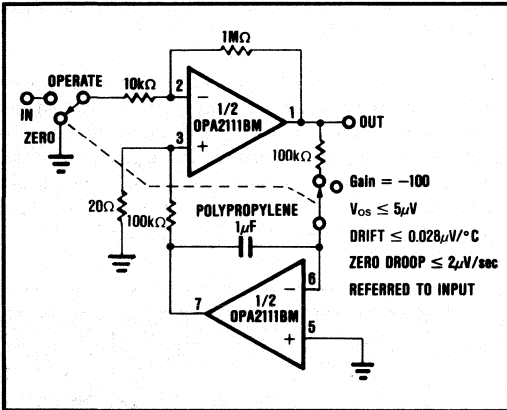 1MΩ
OPERATE
10kΩ
2
−
1/2
OPA2111BM
1
OUT
IN
ZERO
3
+
100kΩ
20Ω
100kΩ
POLYPROPYLENE
1µF
Gain = −100
VOS ≤ 5µV
DRIFT ≤ 0.028µV/°C
ZERO DROOP ≤ 2µV/sec
REFERRED TO INPUT
6
−
7
1/2
OPA2111BM
5
+